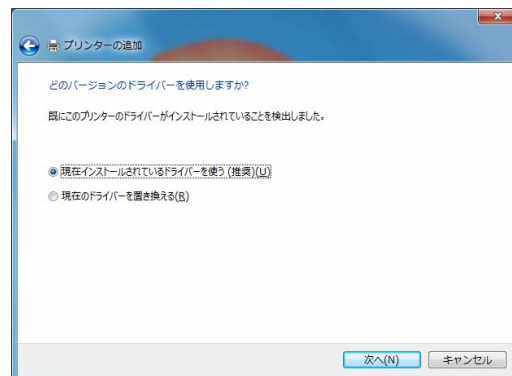 プリンターの追加
どのバージョンのドライバーを使用しますか?
既にこのプリンターのドライバーがインストールされていることを検出しました。
現在インストールされているドライバーを使う (推奨)(U)
現在のドライバーを置き換える(R)
次へ(N) キャンセル